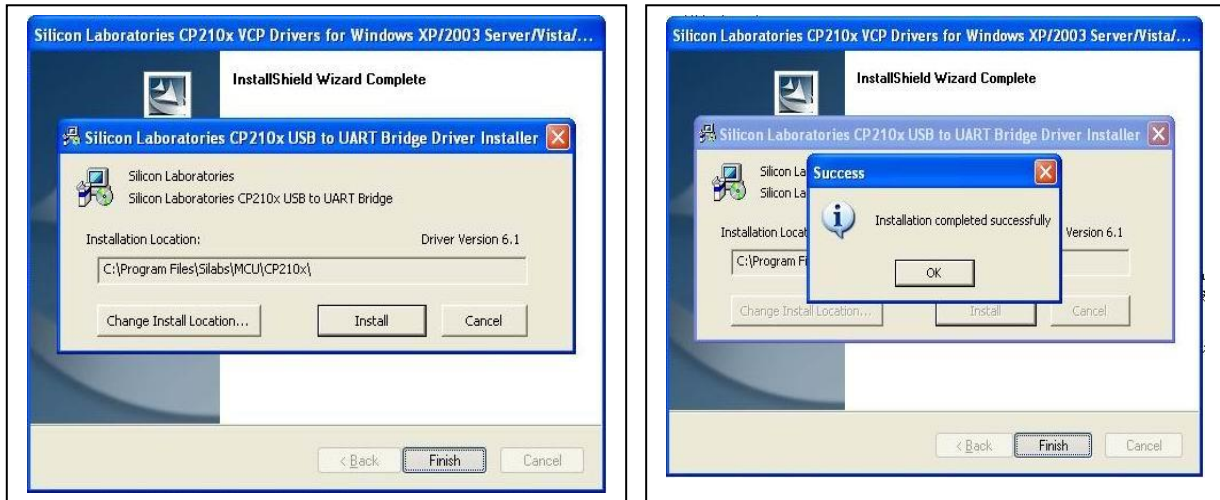 Silicon Laboratories CP210x VCP Drivers for Windows XP/2003 Server/Vista/...
InstallShield Wizard Complete
Silicon Laboratories CP210x USB to UART Bridge Driver Installer
Silicon Laboratories
Silicon Laboratories CP210x USB to UART Bridge
Installation Location: Driver Version 6.1
C:\Program Files\Silabs\MCU\CP210x\
Change Install Location... Install Cancel
< Back Finish Cancel
Silicon Laboratories CP210x VCP Drivers for Windows XP/2003 Server/Vista/...
InstallShield Wizard Complete
Silicon Laboratories CP210x USB to UART Bridge Driver Installer
Silicon La
Silicon La
Success
Installation completed successfully
Installation Locat Version 6.1
C:\Program Fi
OK
Change Install Location... Install Cancel
< Back Finish Cancel